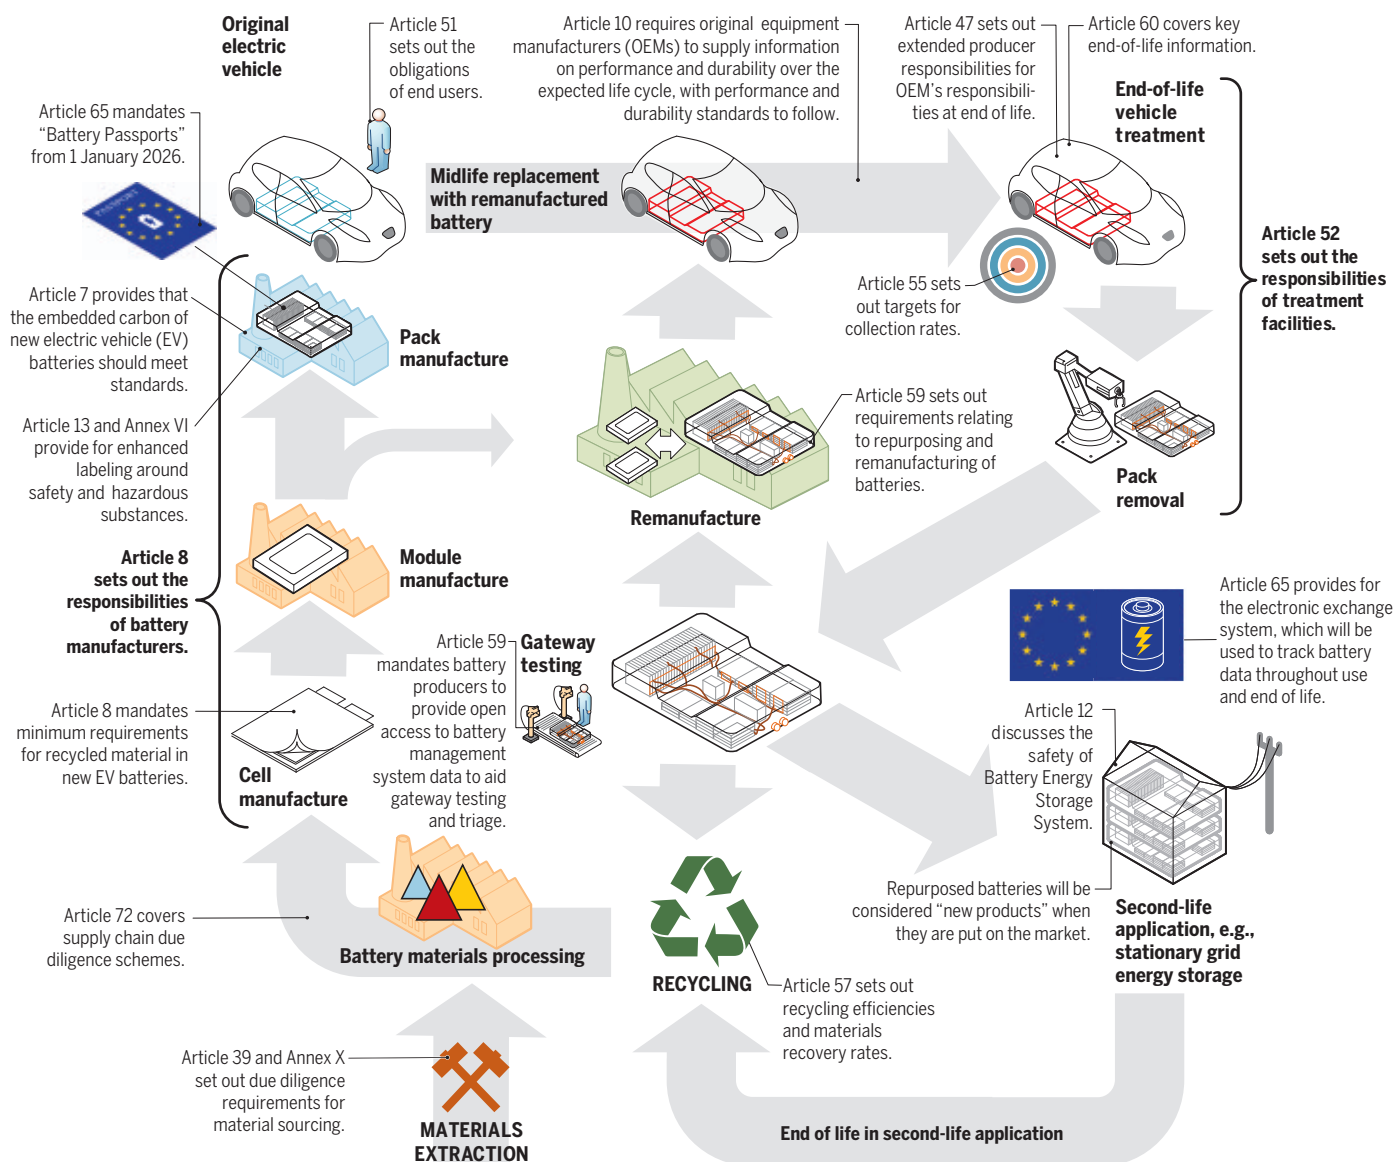 Original
electric
vehicle
Article 51
sets out the
obligations
of end users.
Article 10 requires original equipment
manufacturers (OEMs) to supply information
on performance and durability over the
expected life cycle, with performance and
durability standards to follow.
Article 47 sets out
extended producer
responsibilities for
OEM's responsibili-
ties at end of life.
Article 60 covers key
end-of-life information.
End-of-life
vehicle
treatment
Article 65 mandates
“Battery Passports”
from 1 January 2026.
PASSPORT
Midlife replacement
with remanufactured
battery
Article 52
sets out the
responsibilities
of treatment
facilities.
Article 55 sets
out targets for
collection rates.
Article 7 provides that
the embedded carbon of
new electric vehicle (EV)
batteries should meet
standards.
Pack
manufacture
Article 13 and Annex VI
provide for enhanced
labeling around
safety and hazardous
substances.
Article 59 sets out
requirements relating
to repurposing and
remanufacturing of
batteries.
Pack
removal
Remanufacture
Article 8
sets out the
responsibilities
of battery
manufacturers.
Module
manufacture
Article 65 provides for
the electronic exchange
system, which will be
used to track battery
data throughout use
and end of life.
Article 59
mandates battery
producers to
provide open
access to battery
management
system data to aid
gateway testing
and triage.
Gateway
testing
Article 8 mandates
minimum requirements
for recycled material in
new EV batteries.
Cell
manufacture
Article 12
discusses the
safety of
Battery Energy
Storage
System.
Repurposed batteries will be
considered “new products” when
they are put on the market.
Second-life
application, e.g.,
stationary grid
energy storage
Article 72 covers
supply chain due
diligence schemes.
Battery materials processing
RECYCLING
Article 57 sets out
recycling efficiencies
and materials
recovery rates.
Article 39 and Annex X
set out due diligence
requirements for
material sourcing.
MATERIALS
EXTRACTION
End of life in second-life application